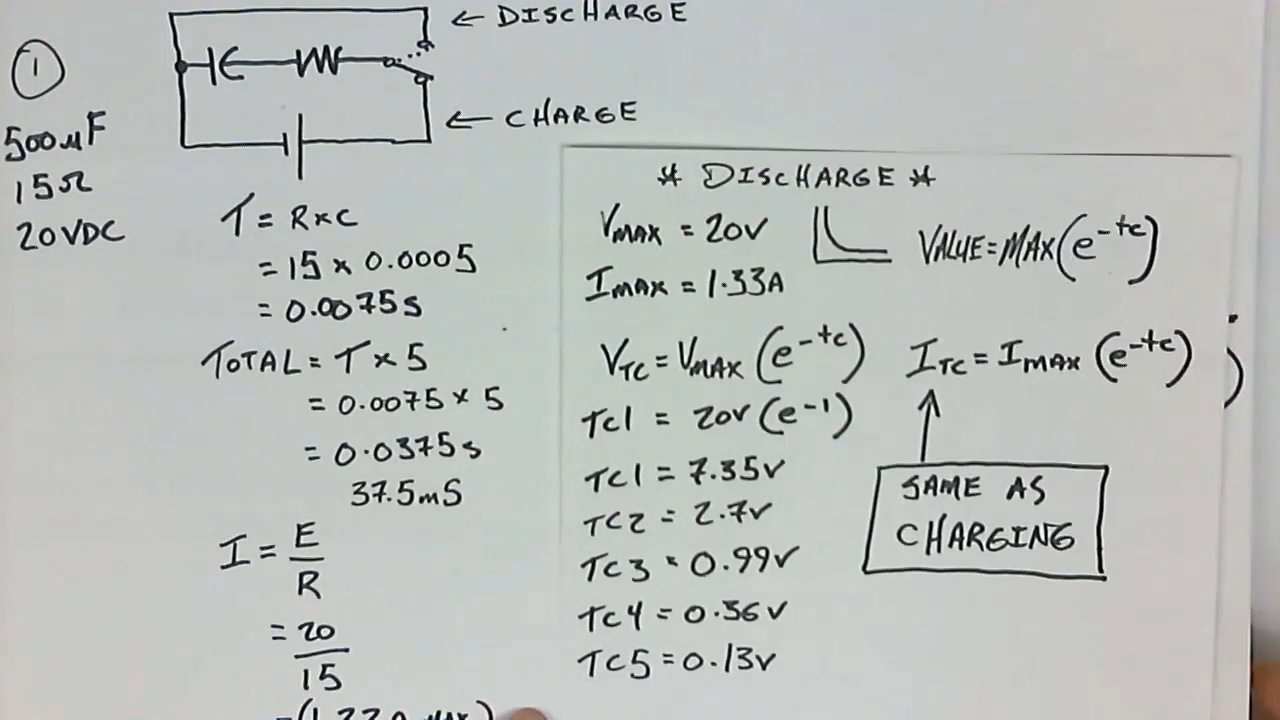 ← DISCHARGE
①
← CHARGE
500µF
15Ω
20VDC
T = R×C
= 15 × 0.0005
= 0.0075s
TOTAL = T × 5
= 0.0075 × 5
= 0.0375s
37.5mS
I = E/R
= 20/15
* DISCHARGE *
VMAX = 20V
IMAX = 1.33A
VALUE = MAX(e^-tc)
VTC = VMAX (e^-tc)
ITC = IMAX (e^-tc)
TC1 = 20V(e^-1)
TC1 = 7.35V
TC2 = 2.7V
TC3 = 0.99V
TC4 = 0.36V
TC5 = 0.13V
SAME AS
CHARGING
)